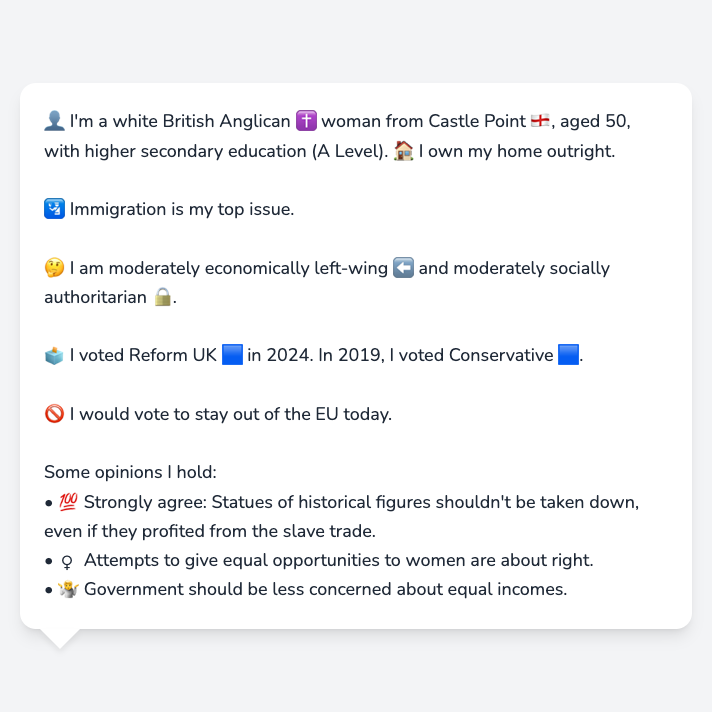 👤 I'm a white British Anglican ✝️ woman from Castle Point 🏴󠁧󠁢󠁥󠁮󠁧󠁿, aged 50,
with higher secondary education (A Level). 🏠 I own my home outright.
🛂 Immigration is my top issue.
🤔 I am moderately economically left-wing ⬅️ and moderately socially
authoritarian 🔒.
🗳️ I voted Reform UK 🟦 in 2024. In 2019, I voted Conservative 🟦.
🚫 I would vote to stay out of the EU today.
Some opinions I hold:
• 💯 Strongly agree: Statues of historical figures shouldn't be taken down,
even if they profited from the slave trade.
• ♀ Attempts to give equal opportunities to women are about right.
• 🤷 Government should be less concerned about equal incomes.